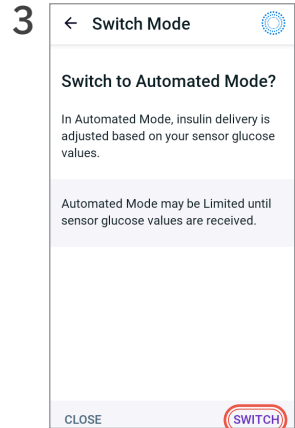 3
← Switch Mode
Switch to Automated Mode?
In Automated Mode, insulin delivery is
adjusted based on your sensor glucose
values.
Automated Mode may be Limited until
sensor glucose values are received.
CLOSE
SWITCH